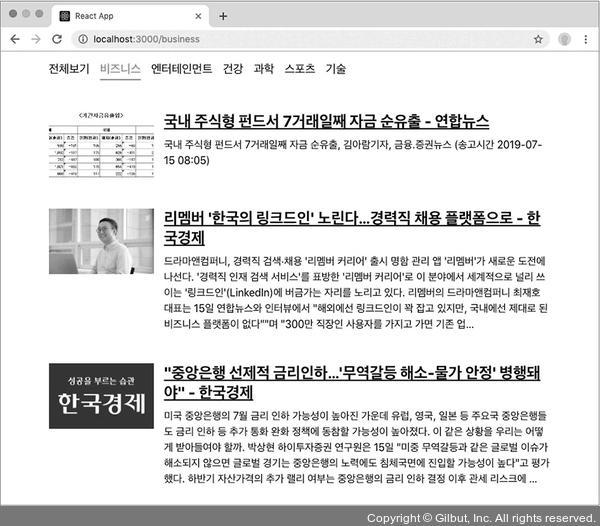 React App
localhost:3000/business
전체보기 비즈니스 엔터테인먼트 건강 과학 스포츠 기술
<기간자금유출입>
국내 주식형 펀드서 7거래일째 자금 순유출 - 연합뉴스
국내 주식형 펀드서 7거래일째 자금 순유출, 김아람기자, 금융.증권뉴스 (송고시간 2019-07-
15 08:05)
리멤버 '한국의 링크드인' 노린다…경력직 채용 플랫폼으로 - 한
국경제
드라마앤컴퍼니, 경력직 검색·채용 '리멤버 커리어' 출시 명함 관리 앱 '리멤버'가 새로운 도전에
나선다. '경력직 인재 검색 서비스'를 표방한 '리멤버 커리어'로 이 분야에서 세계적으로 널리 쓰
이는 '링크드인'(LinkedIn)에 버금가는 자리를 노리고 있다. 리멤버의 드라마앤컴퍼니 최재호
대표는 15일 연합뉴스와 인터뷰에서 "해외에선 링크드인이 꽉 잡고 있지만, 국내에선 제대로 된
비즈니스 플랫폼이 없다""며 "300만 직장인 사용자를 가지고 가면 기존 업...
성공을 부르는 습관
한국경제
"중앙은행 선제적 금리인하…'무역갈등 해소-물가 안정' 병행돼
야" - 한국경제
미국 중앙은행의 7월 금리 인하 가능성이 높아진 가운데 유럽, 영국, 일본 등 주요국 중앙은행들
도 금리 인하 등 추가 통화 완화 정책에 동참할 가능성이 높아졌다. 이 같은 상황을 우리는 어떻
게 받아들여야 할까. 박상현 하이투자증권 연구원은 15일 "미중 무역갈등과 같은 글로벌 이슈가
해소되지 않으면 글로벌 경기는 중앙은행의 노력에도 침체국면에 진입할 가능성이 높다"고 평가
했다. 하반기 자산가격의 추가 랠리 여부는 중앙은행의 금리 인하 결정 이후 관세 리스크에 ...
Copyright © Gilbut, Inc. All rights reserved.